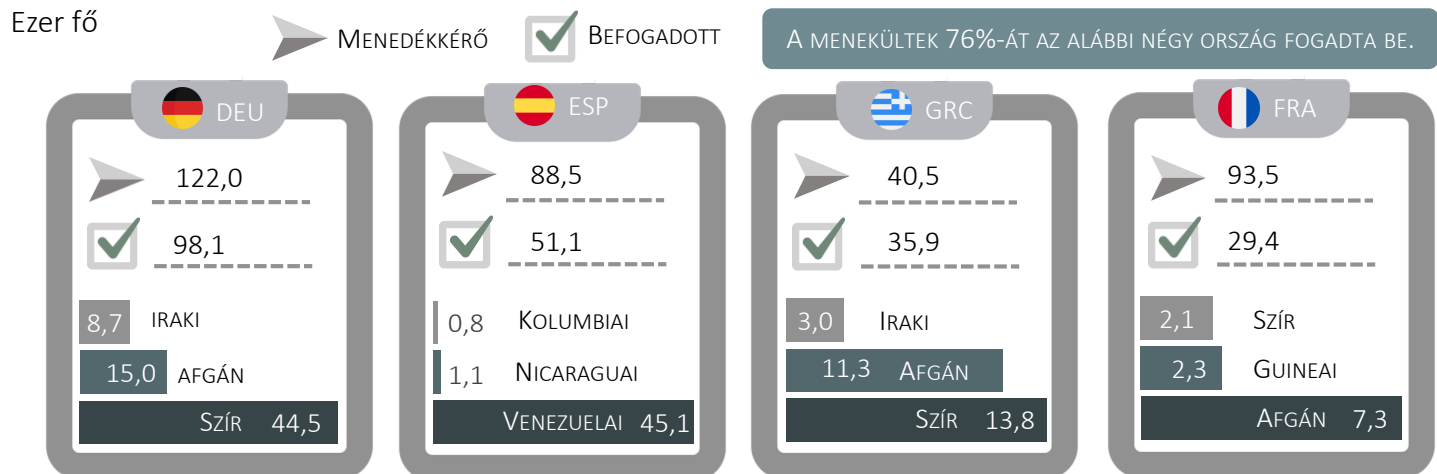 Ezer fő
MENEDÉKKÉRŐ
BEFOGADOTT
A MENEKÜLTEK 76%-ÁT AZ ALÁBBI NÉGY ORSZÁG FOGADTA BE.
DEU
122,0
98,1
8,7 IRAKI
15,0 AFGÁN
SZÍR 44,5
ESP
88,5
51,1
0,8 KOLUMBIAI
1,1 NICARAGUAI
VENEZUELAI 45,1
GRC
40,5
35,9
3,0 IRAKI
11,3 AFGÁN
SZÍR 13,8
FRA
93,5
29,4
2,1 SZÍR
2,3 GUINEAI
AFGÁN 7,3